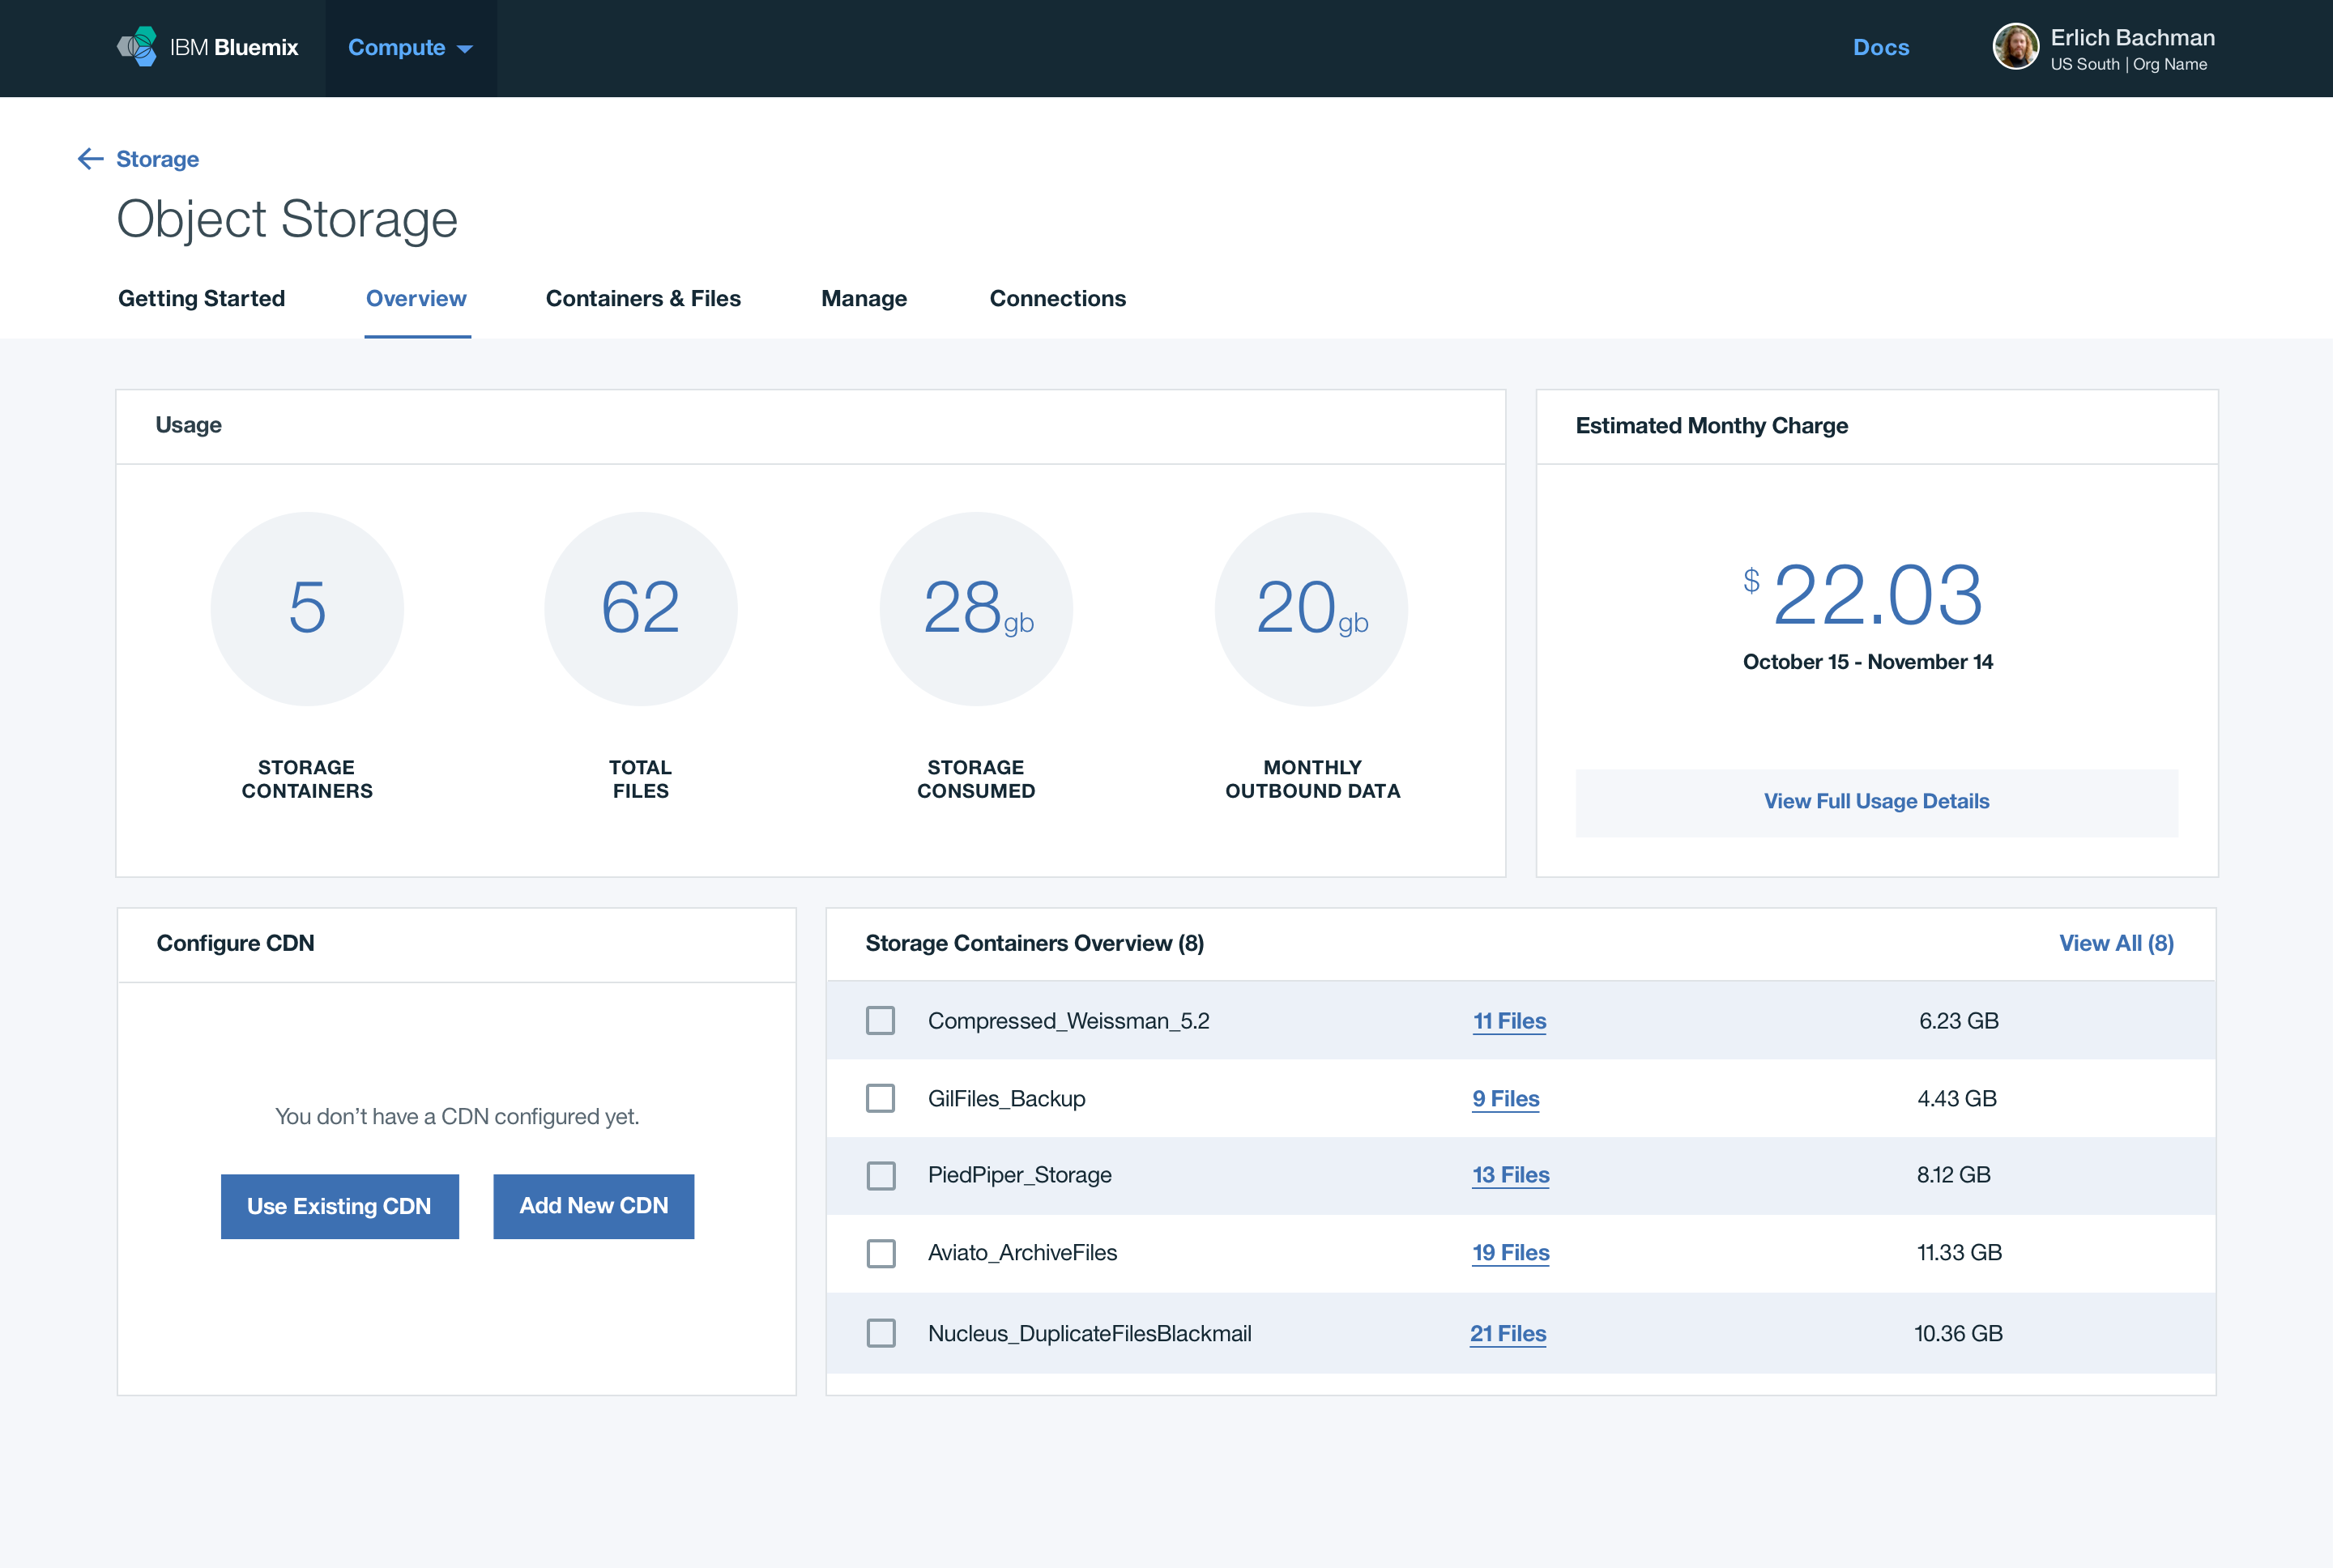 IBM Bluemix
Compute
Docs
Erlich Bachman
US South | Org Name
Storage
Object Storage
Getting Started
Overview
Containers & Files
Manage
Connections
Usage
5
62
28gb
20gb
STORAGE
CONTAINERS
TOTAL
FILES
STORAGE
CONSUMED
MONTHLY
OUTBOUND DATA
Estimated Monthy Charge
$ 22.03
October 15 - November 14
View Full Usage Details
Configure CDN
You don’t have a CDN configured yet.
Use Existing CDN
Add New CDN
Storage Containers Overview (8)
View All (8)
Compressed_Weissman_5.2 11 Files 6.23 GB
GilFiles_Backup 9 Files 4.43 GB
PiedPiper_Storage 13 Files 8.12 GB
Aviato_ArchiveFiles 19 Files 11.33 GB
Nucleus_DuplicateFilesBlackmail 21 Files 10.36 GB